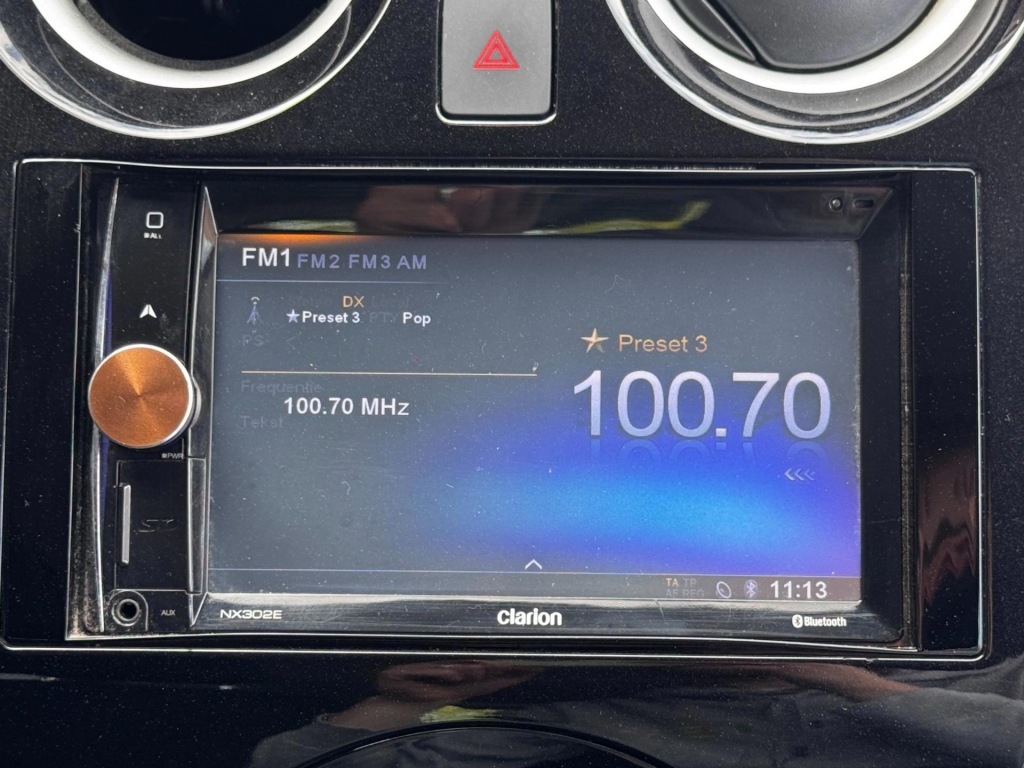 ALL
FM1 FM2 FM3 AM
DX
Preset 3 PTY Pop
PS
Preset 3
Frequentie
100.70 MHz
100.70
Tekst
PWR
TA TP
AF REG
11:13
AUX
NX302E
clarion
Bluetooth